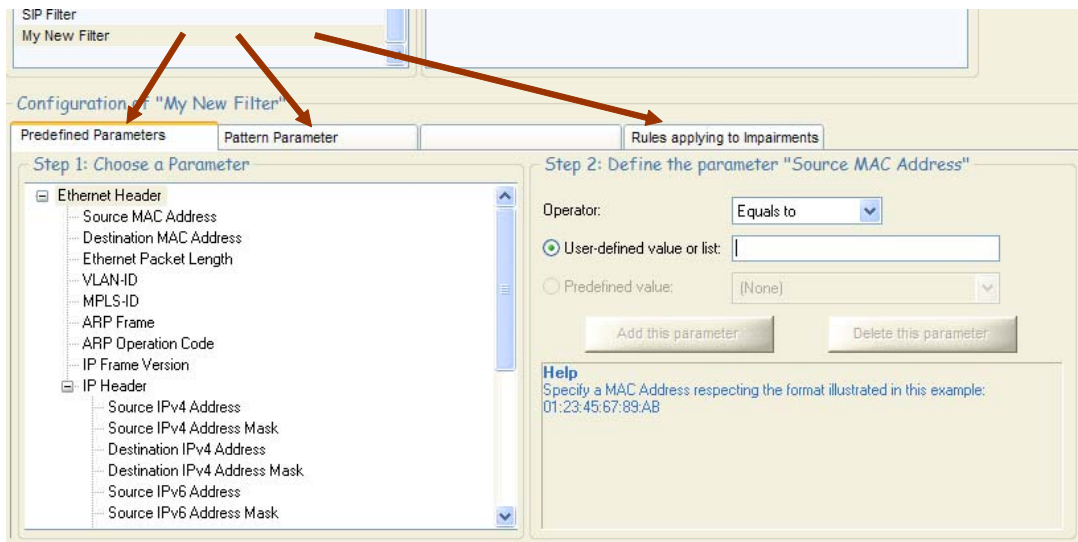 SIP Filter
My New Filter
Configuration of "My New Filter"
Predefined Parameters
Pattern Parameter
Rules applying to Impairments
Step 1: Choose a Parameter
Ethernet Header
Source MAC Address
Destination MAC Address
Ethernet Packet Length
VLAN-ID
MPLS-ID
ARP Frame
ARP Operation Code
IP Frame Version
IP Header
Source IPv4 Address
Source IPv4 Address Mask
Destination IPv4 Address
Destination IPv4 Address Mask
Source IPv6 Address
Source IPv6 Address Mask
Step 2: Define the parameter "Source MAC Address"
Operator: Equals to
User-defined value or list:
Predefined value: (None)
Add this parameter Delete this parameter
Help
Specify a MAC Address respecting the format illustrated in this example:
01:23:45:67:89:AB